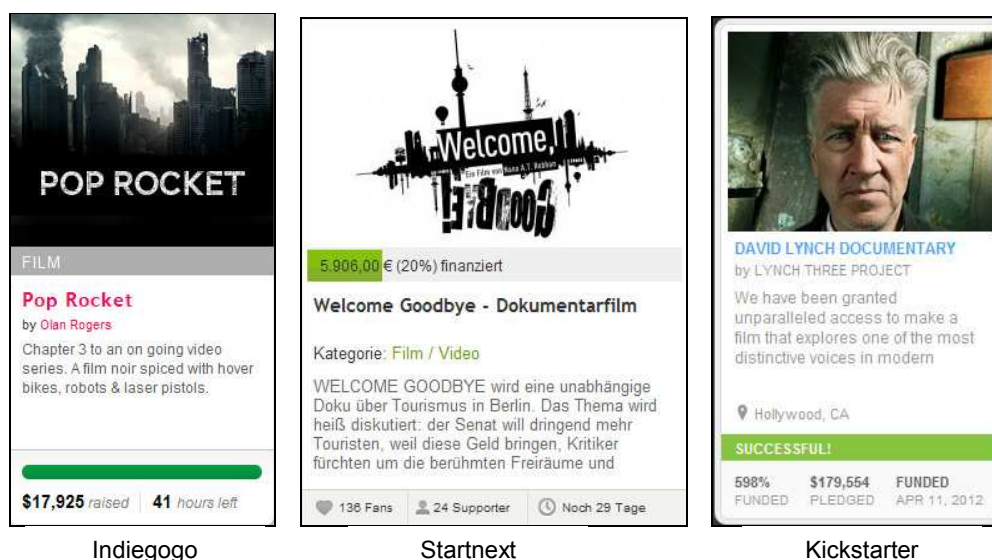 POP ROCKET
FILM
Pop Rocket
by Olan Rogers
Chapter 3 to an on going video
series. A film noir spiced with hover
bikes, robots & laser pistols.
$17,925 raised
41 hours left
Indiegogo
Welcome,
Ein Film von Nana A.T. Rebhan
GOODBYE!
5.906,00 € (20%) finanziert
Welcome Goodbye - Dokumentarfilm
Kategorie: Film / Video
WELCOME GOODBYE wird eine unabhängige
Doku über Tourismus in Berlin. Das Thema wird
heiß diskutiert: der Senat will dringend mehr
Touristen, weil diese Geld bringen, Kritiker
fürchten um die berühmten Freiräume und
136 Fans
24 Supporter
Noch 29 Tage
Startnext
DAVID LYNCH DOCUMENTARY
by LYNCH THREE PROJECT
We have been granted
unparalleled access to make a
film that explores one of the most
distinctive voices in modern
Hollywood, CA
SUCCESSFUL!
598% FUNDED
$179,554 PLEDGED
FUNDED APR 11, 2012
Kickstarter